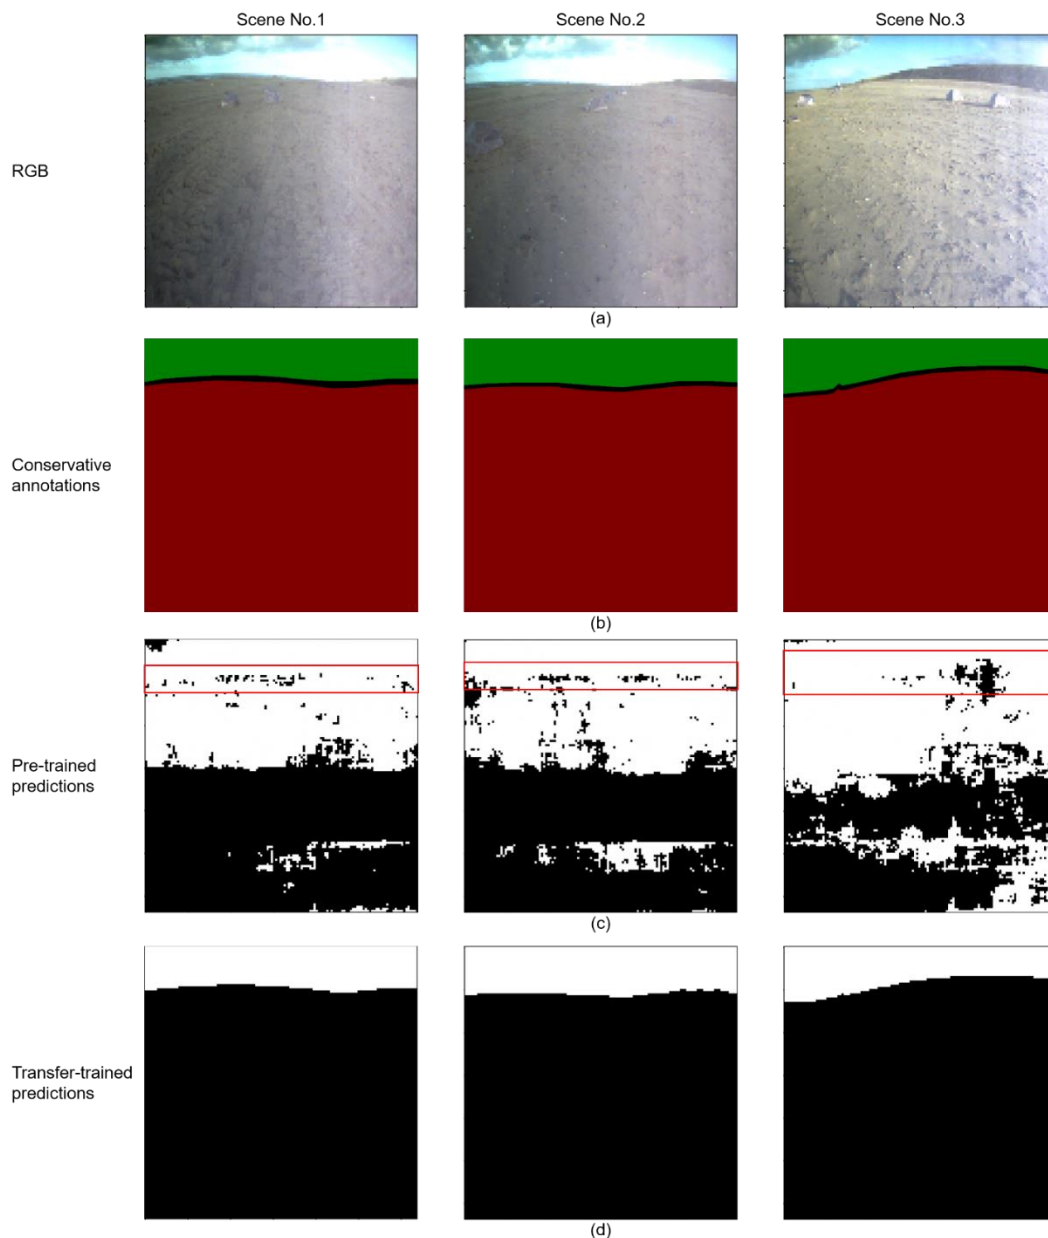 Scene No.1
Scene No.2
Scene No.3
RGB
(a)
Conservative
annotations
(b)
Pre-trained
predictions
(c)
Transfer-trained
predictions
(d)